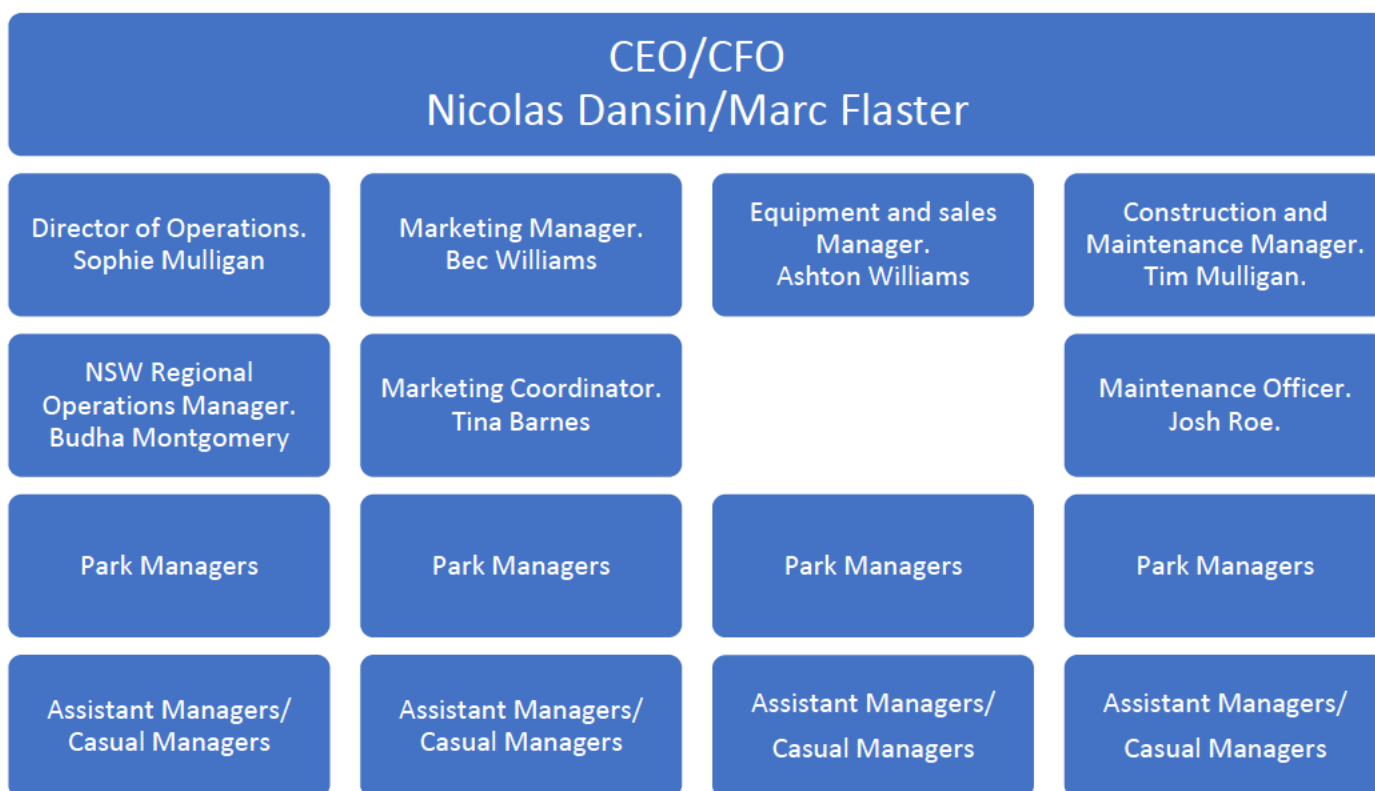 CEO/CFO
Nicolas Dansin/Marc Flaster
Director of Operations.
Sophie Mulligan
Marketing Manager.
Bec Williams
Equipment and sales
Manager.
Ashton Williams
Construction and
Maintenance Manager.
Tim Mulligan.
NSW Regional
Operations Manager.
Budha Montgomery
Marketing Coordinator.
Tina Barnes
Maintenance Officer.
Josh Roe.
Park Managers
Park Managers
Park Managers
Park Managers
Assistant Managers/
Casual Managers
Assistant Managers/
Casual Managers
Assistant Managers/
Casual Managers
Assistant Managers/
Casual Managers